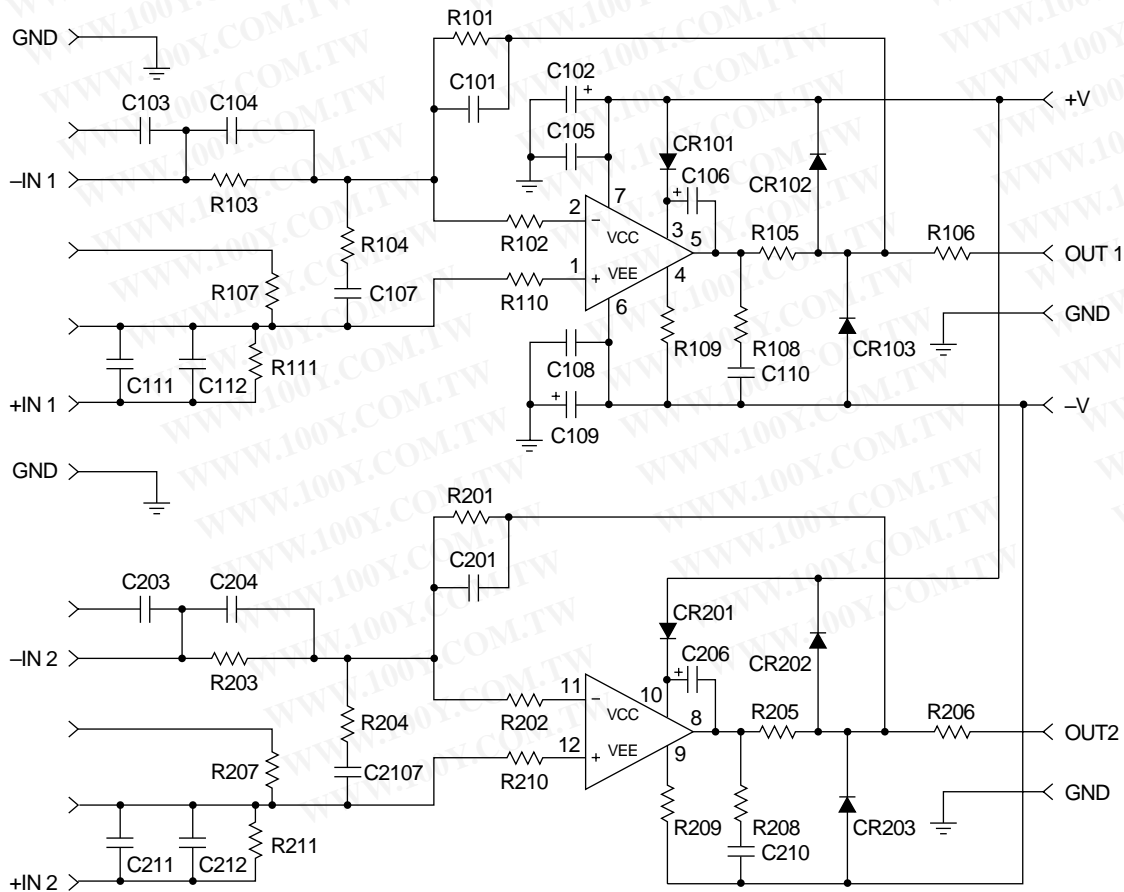 R101
GND
C101
C102
+
C103
C104
C105
+V
CR101
–IN 1
C106
+
CR102
R103
7
2
–
3
R102
VCC
5
R104
R105
R106
OUT 1
1
+
VEE
4
R107
C107
R110
6
GND
R109
R108
CR103
R111
C108
C111
C112
C110
+IN 1
+
–V
C109
GND
R201
C201
C203
C204
CR201
C206
+
CR202
–IN 2
R203
11
–
10
R202
VCC
8
R204
R205
R206
OUT2
12
+
VEE
9
R207
C2107
R210
GND
R209
R208
CR203
R211
C210
C211
C212
+IN 2
WWW.100Y.COM.TW